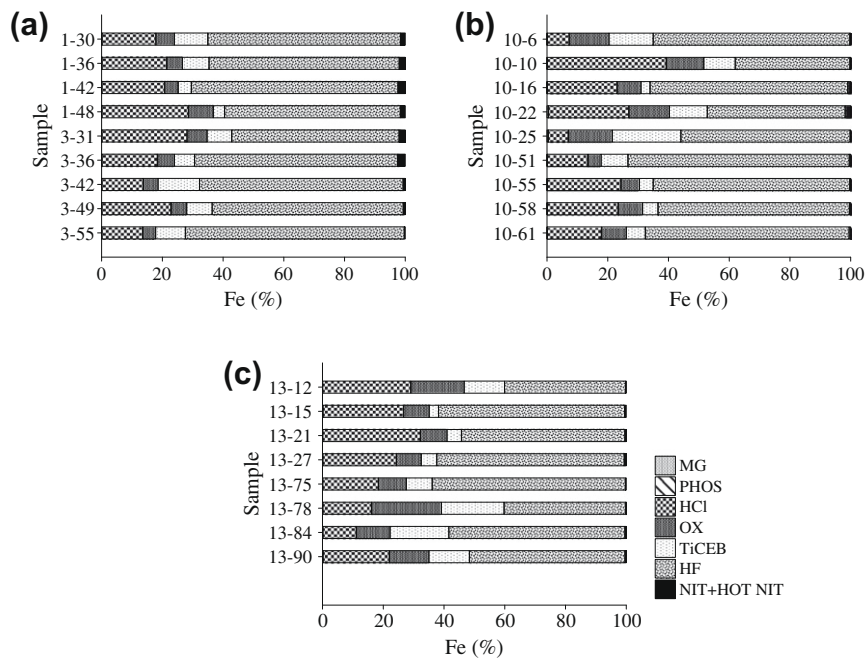 (a)
Sample
1-30
1-36
1-42
1-48
3-31
3-36
3-42
3-49
3-55
0 20 40 60 80 100
Fe (%)
(b)
Sample
10-6
10-10
10-16
10-22
10-25
10-51
10-55
10-58
10-61
0 20 40 60 80 100
Fe (%)
(c)
Sample
13-12
13-15
13-21
13-27
13-75
13-78
13-84
13-90
0 20 40 60 80 100
Fe (%)
MG
PHOS
HCl
OX
TiCEB
HF
NIT+HOT NIT